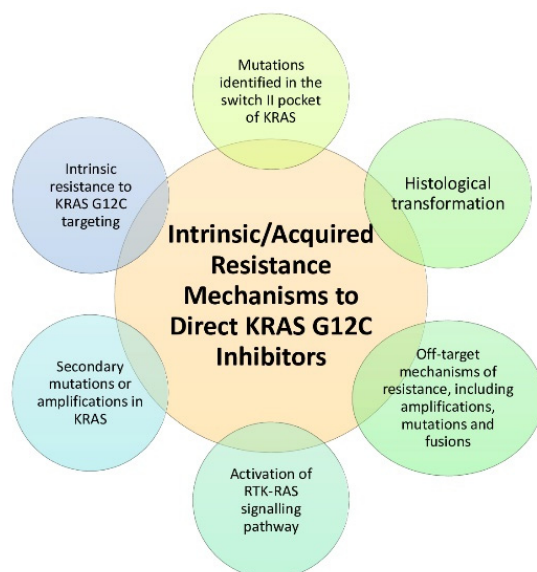 Mutations
identified in the
switch II pocket
of KRAS
Histological
transformation
Off-target
mechanisms of
resistance, including
amplifications,
mutations and
fusions
Activation of
RTK-RAS
signalling
pathway
Secondary
mutations or
amplifications in
KRAS
Intrinsic
resistance to
KRAS G12C
targeting
Intrinsic/Acquired
Resistance
Mechanisms to
Direct KRAS G12C
Inhibitors